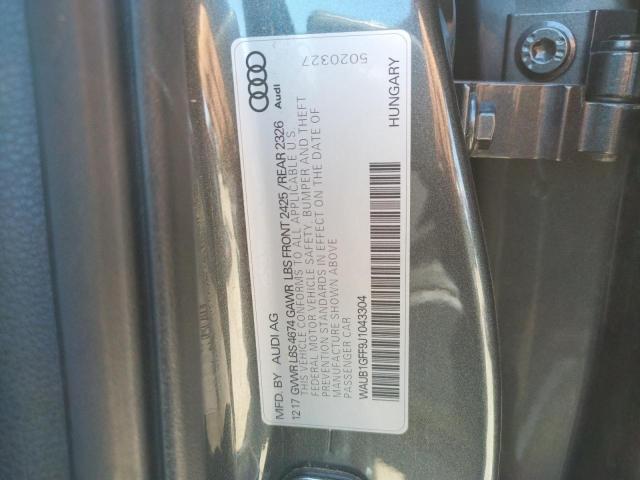 MFD. BY AUDI AG
Audi
12 17 GVWR LBS 4674 GAWR LBS FRONT 2425 /REAR 2326
THIS VEHICLE CONFORMS TO ALL APPLICABLE U.S.
FEDERAL MOTOR VEHICLE SAFETY, BUMPER AND THEFT
PREVENTION STANDARDS IN EFFECT ON THE DATE OF
MANUFACTURE SHOWN ABOVE
PASSENGER CAR
5020327
WAUB1GFF9J1043304
HUNGARY